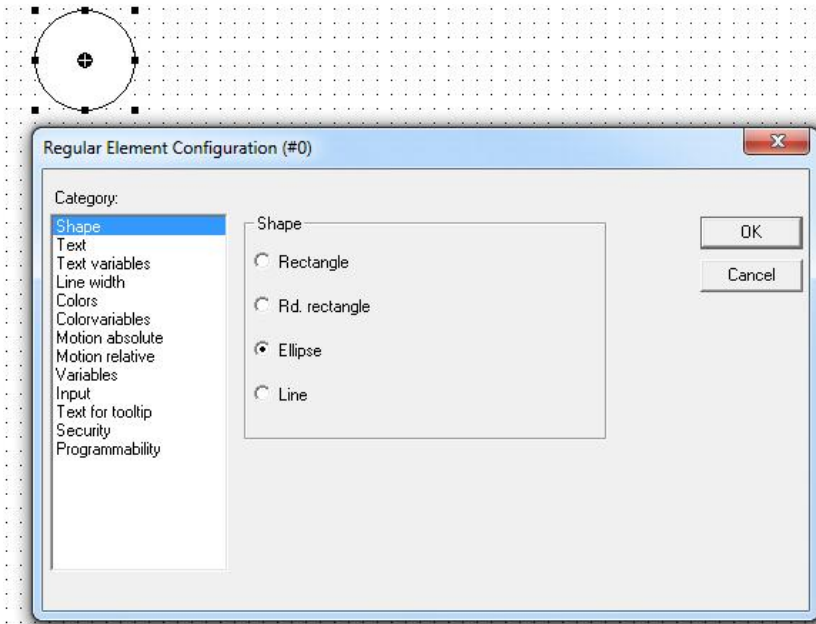 Regular Element Configuration (#0)
Category:
Shape
Text
Text variables
Line width
Colors
Colorvariables
Motion absolute
Motion relative
Variables
Input
Text for tooltip
Security
Programmability
Shape
Rectangle
Rd. rectangle
Ellipse
Line
OK
Cancel